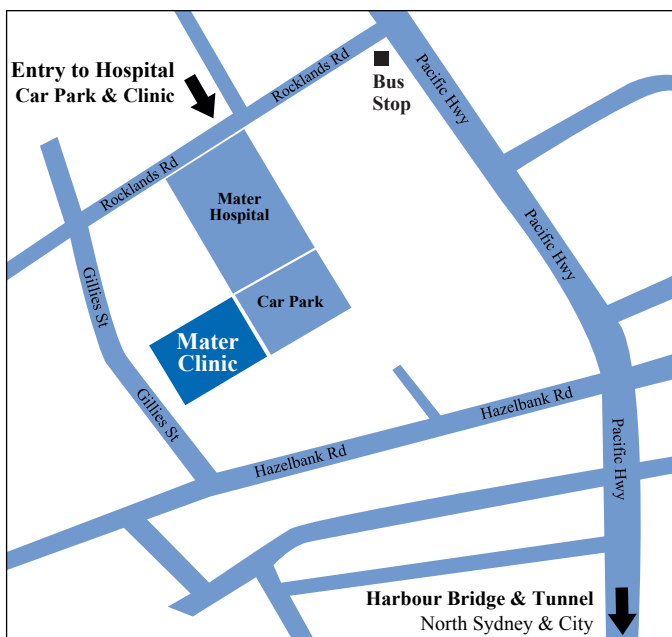 Entry to Hospital
Car Park & Clinic
Rocklands Rd
Bus
Stop
Pacific Hwy
Rocklands Rd
Mater
Hospital
Pacific Hwy
Gillies St
Car Park
Mater
Clinic
Gillies St
Hazelbank Rd
Hazelbank Rd
Pacific Hwy
Harbour Bridge & Tunnel
North Sydney & City